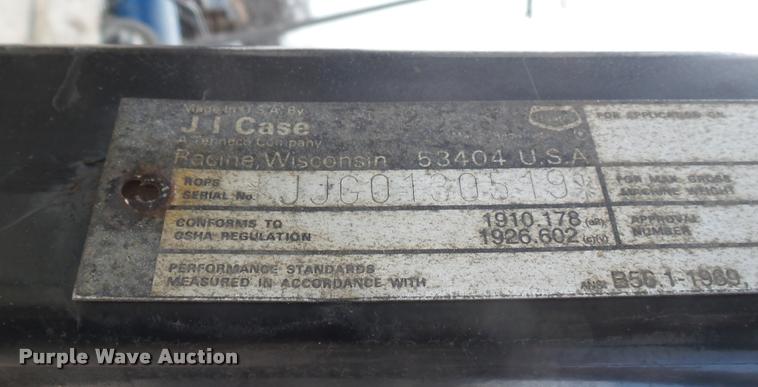 Made in U.S.A. By
J I Case
A Tenneco Company
Racine, Wisconsin 53404 U.S.A
FOR APPLICATION ON
ROPS
SERIAL No. JJG0130519
FOR MAX. GROSS
MACHINE WEIGHT
CONFORMS TO
OSHA REGULATION
1910.178
1926.602
APPROVAL
NUMBER
PERFORMANCE STANDARDS
MEASURED IN ACCORDANCE WITH
ANSI B56.1-1969
Purple Wave Auction